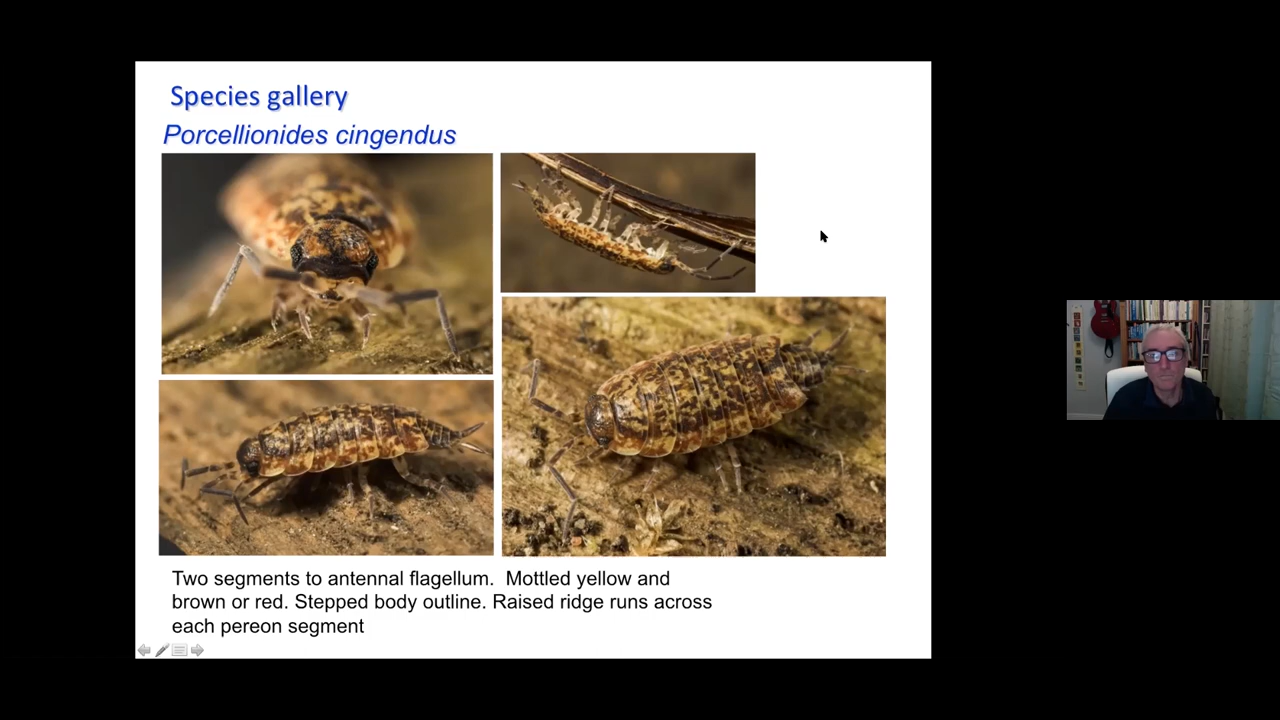 Species gallery
Porcellionides cingendus
Two segments to antennal flagellum.  Mottled yellow and
brown or red. Stepped body outline. Raised ridge runs across
each pereon segment